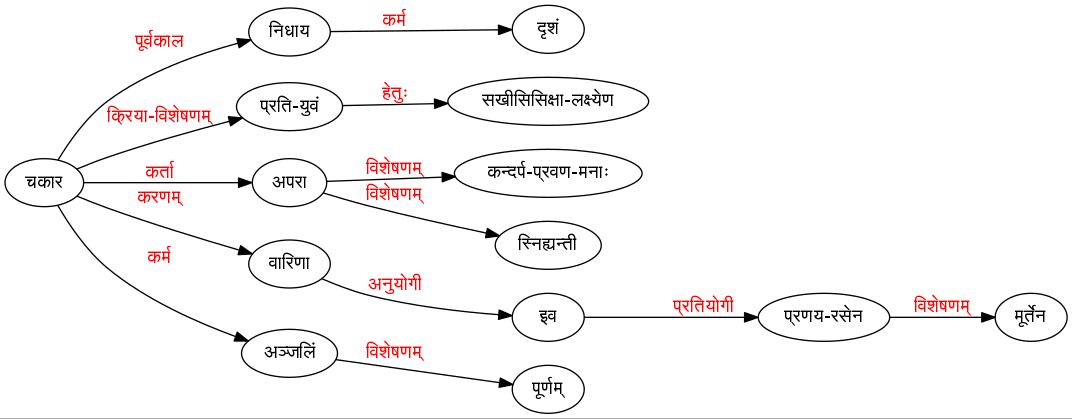 कर्म
निधाय
दृशं
पूर्वकाल
हेतुः
प्रति-युवं
सखीसिसिक्षा-लक्ष्येण
क्रिया-विशेषणम्
विशेषणम्
कन्दर्प-प्रवण-मनाः
कर्ता
चकार
अपरा
विशेषणम्
करणम्
स्निह्यन्ती
कर्म
वारिणा
अनुयोगी
प्रतियोगी
विशेषणम्
इव
प्रणय-रसेन
मूर्तेन
अञ्जलिं
विशेषणम्
पूर्णम्